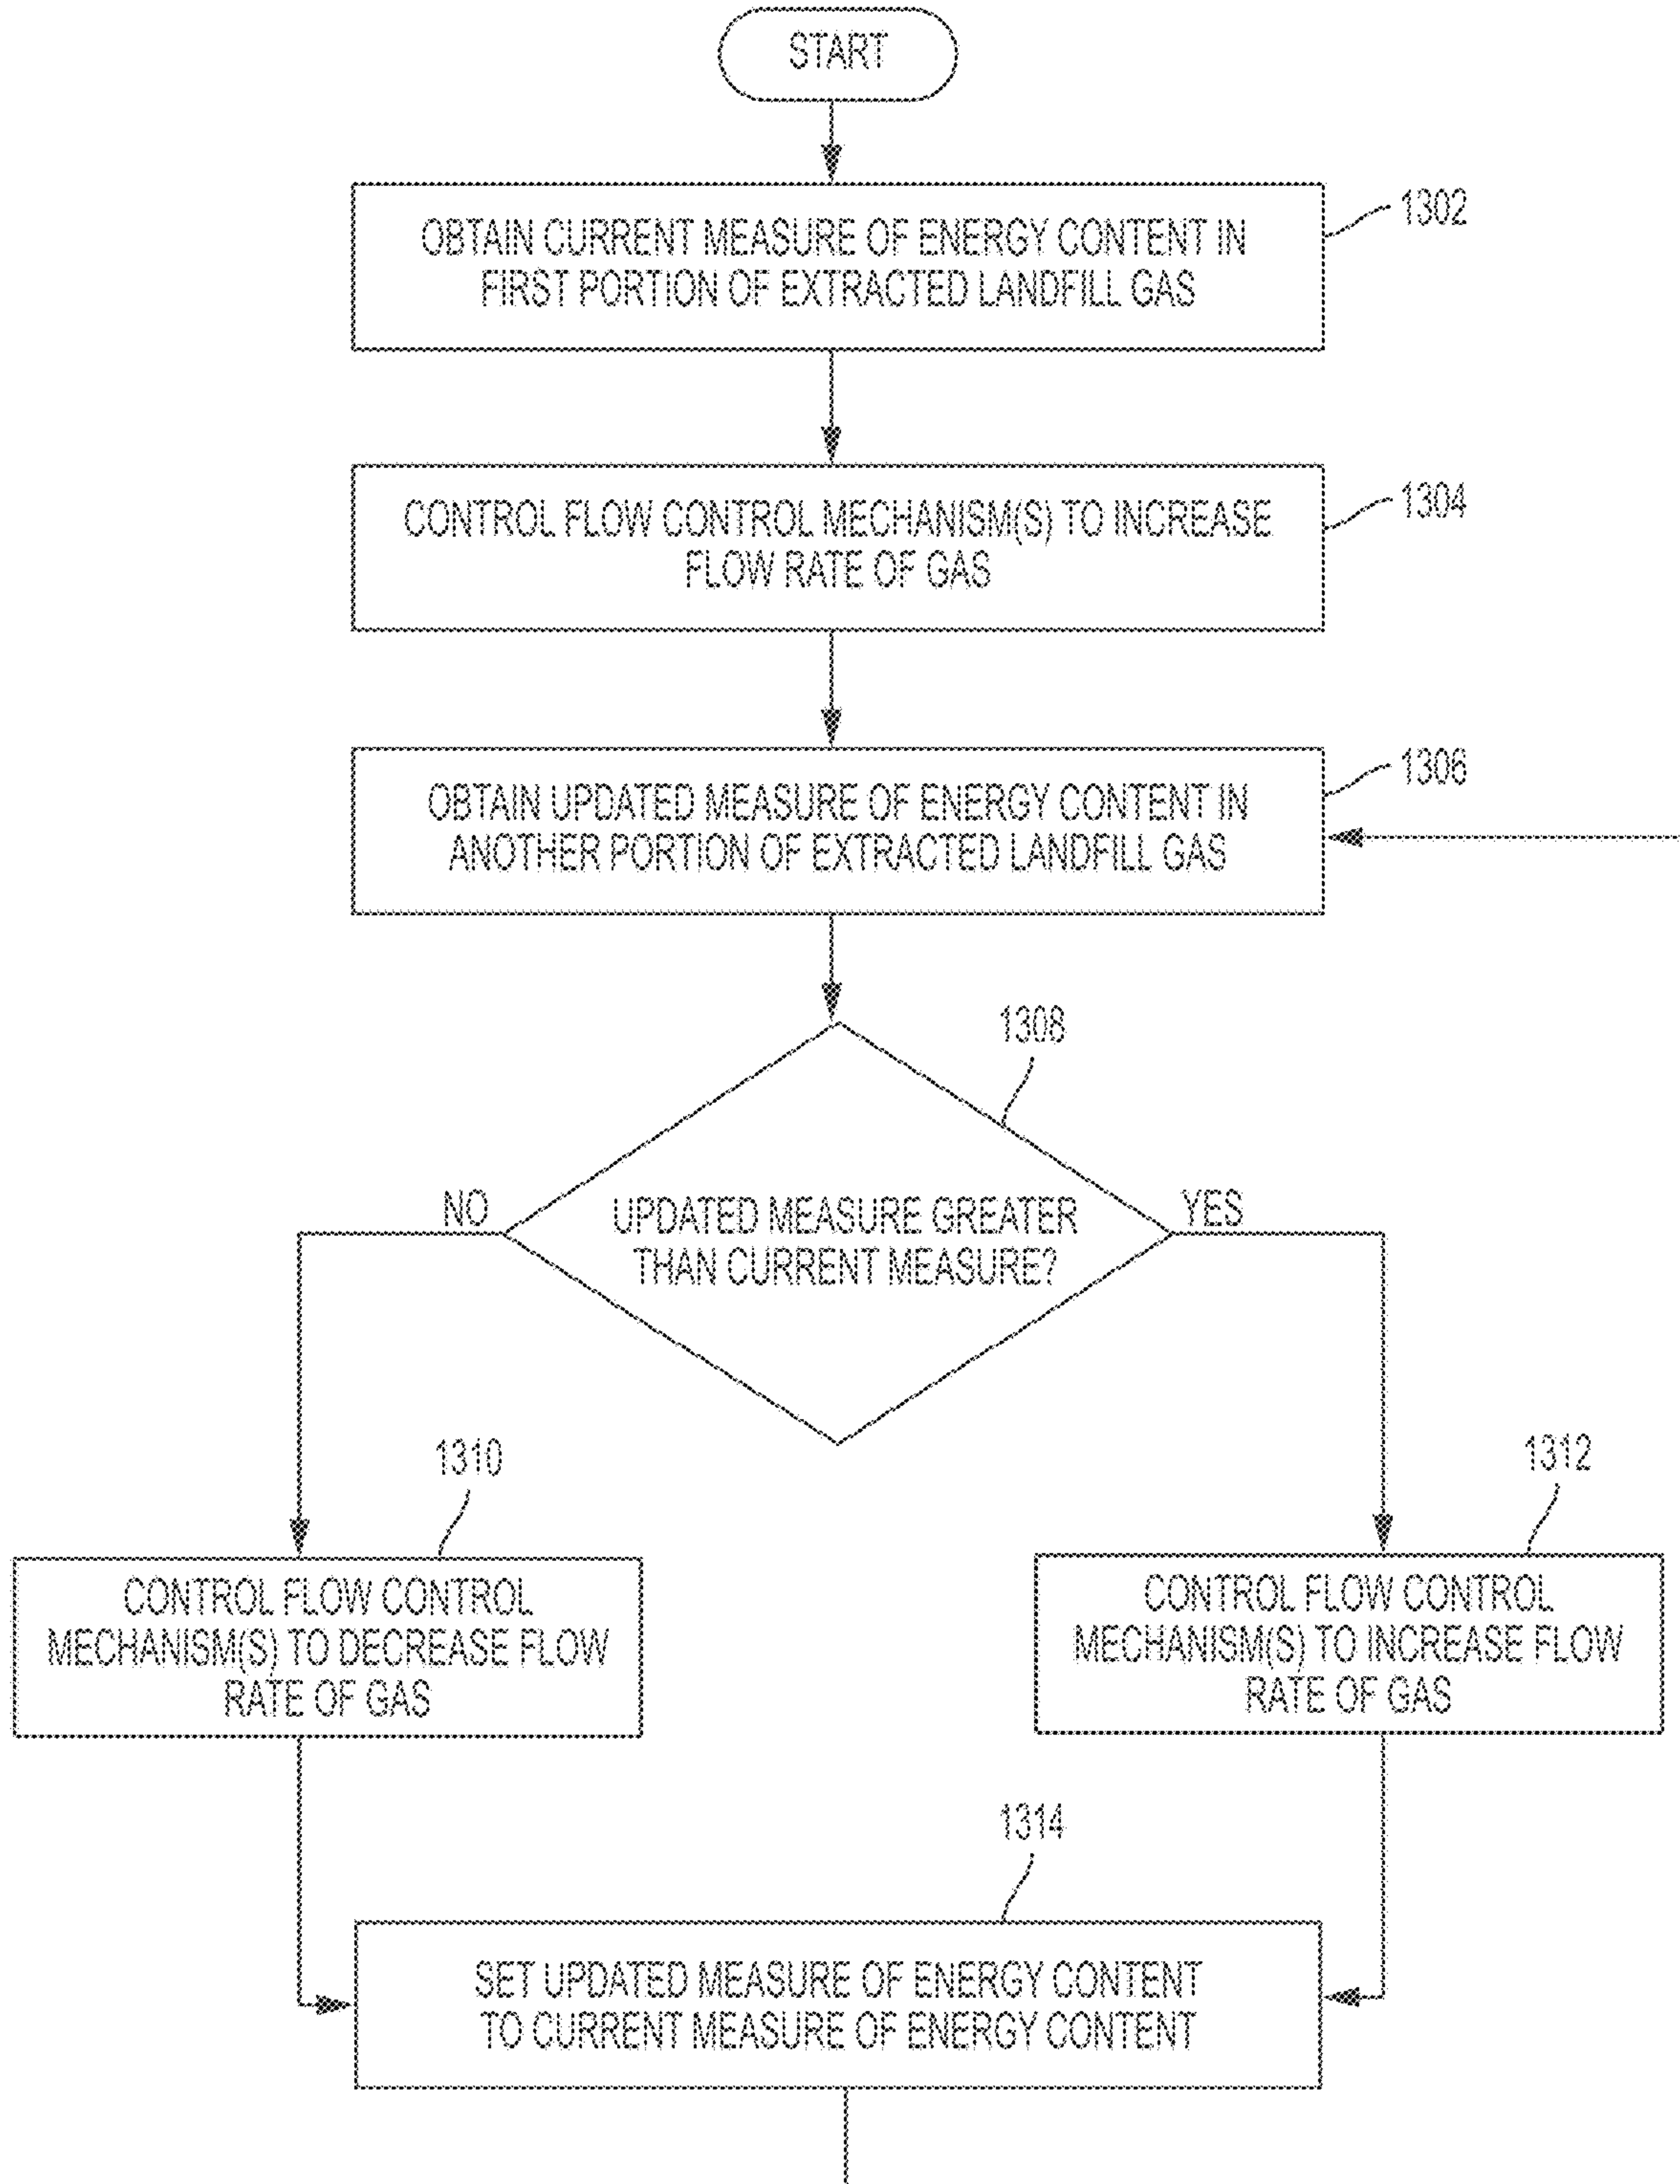 START
1302
OBTAIN CURRENT MEASURE OF ENERGY CONTENT IN
FIRST PORTION OF EXTRACTED LANDFILL GAS
1304
CONTROL FLOW CONTROL MECHANISM(S) TO INCREASE
FLOW RATE OF GAS
1306
OBTAIN UPDATED MEASURE OF ENERGY CONTENT IN
ANOTHER PORTION OF EXTRACTED LANDFILL GAS
1308
NO
YES
UPDATED MEASURE GREATER
THAN CURRENT MEASURE?
1310
CONTROL FLOW CONTROL
MECHANISM(S) TO DECREASE FLOW
RATE OF GAS
1312
CONTROL FLOW CONTROL
MECHANISM(S) TO INCREASE FLOW
RATE OF GAS
1314
SET UPDATED MEASURE OF ENERGY CONTENT
TO CURRENT MEASURE OF ENERGY CONTENT